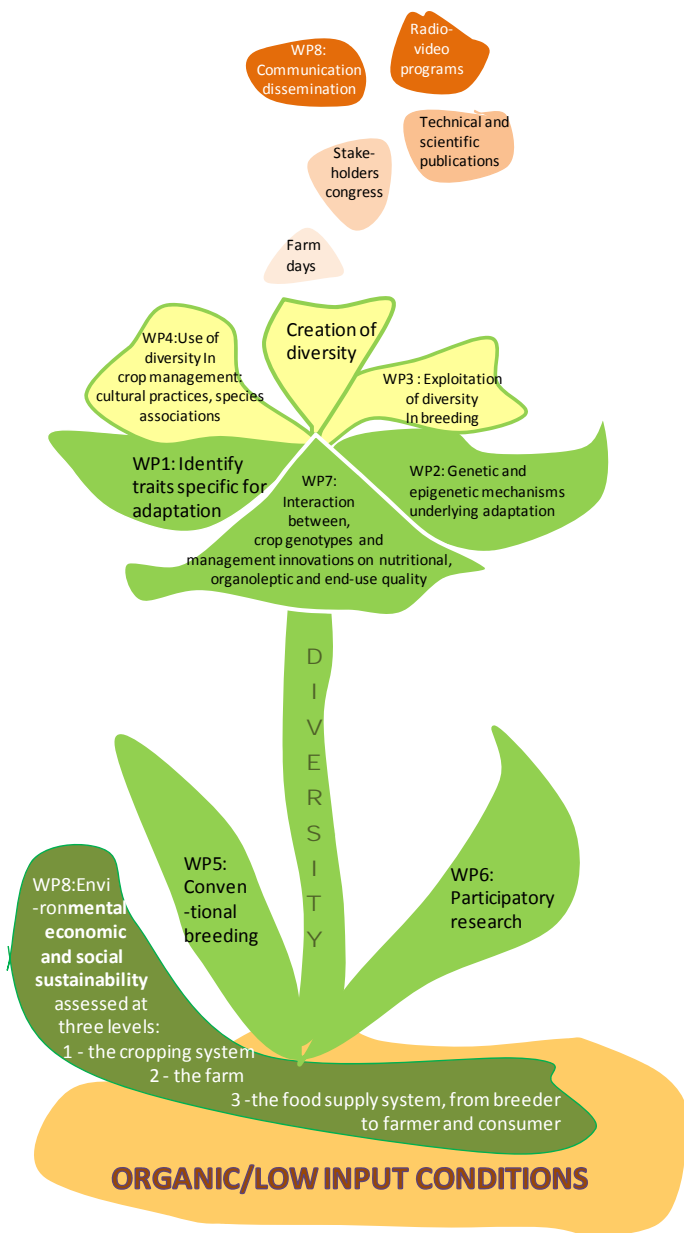 WP8:
Communication
dissemination
Radio-
video
programs
Technical and
scientific
publications
Stake-
holders
congress
Farm
days
Creation of
diversity
WP4:Use of
diversity In
crop management:
cultural practices, species
associations
WP3 : Exploitation
of diversity
In breeding
WP1: Identify
traits specific for
adaptation
WP2: Genetic and
epigenetic mechanisms
underlying adaptation
WP7:
Interaction
between,
crop genotypes and
management innovations on nutritional,
organoleptic and end-use quality
D
I
V
E
R
S
I
T
Y
WP5:
Conven
-tional
breeding
WP6:
Participatory
research
WP8:Envi
-ronmental
economic
and social
sustainability
assessed at
three levels:
1 - the cropping system
2 - the farm
3 -the food supply system, from breeder
to farmer and consumer
ORGANIC/LOW INPUT CONDITIONS